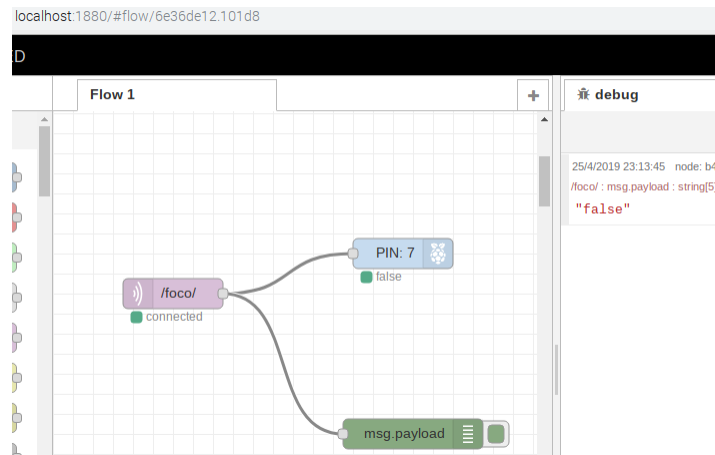 localhost:1880/#flow/6e36de12.101d8
ED
Flow 1
+
debug
25/4/2019 23:13:45 node: b4
/foco/ : msg.payload : string[5]
"false"
PIN: 7
false
/foco/
connected
msg.payload